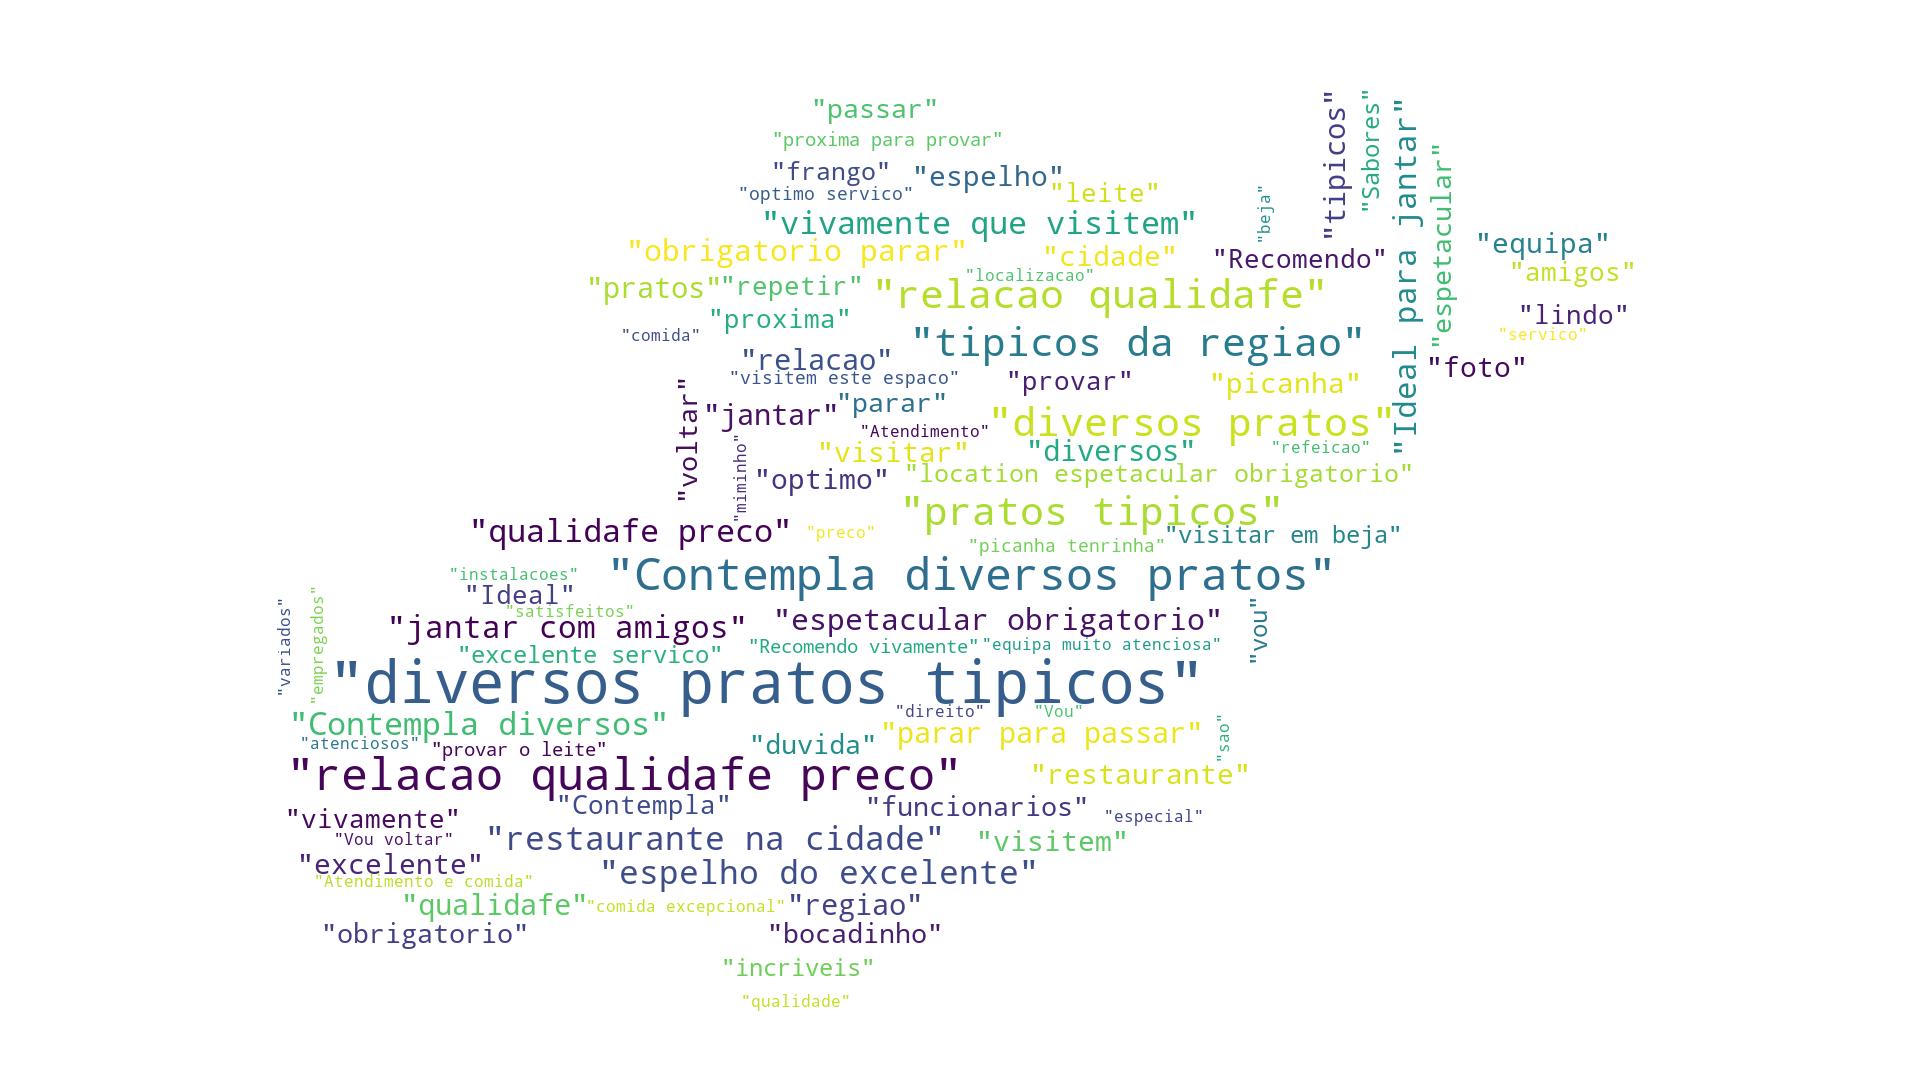 "passar"
"proxima para provar"
"frango"
"espelho"
"optimo servico"
"leite"
"vivamente que visitem"
"beja"
"tipicos"
"Sabores"
"Ideal para jantar"
"espetacular"
"equipa"
"obrigatorio parar"
"cidade"
"Recomendo"
"amigos"
"localizacao"
"pratos"
"repetir"
"relacao qualidafe"
"proxima"
"lindo"
"comida"
"tipicos da regiao"
"servico"
"relacao"
"foto"
"visitem este espaco"
"provar"
"picanha"
"voltar"
"jantar"
"parar"
"diversos pratos"
"Atendimento"
"visitar"
"diversos"
"refeicao"
"miminho"
"optimo"
"location espetacular obrigatorio"
"pratos tipicos"
"qualidafe preco"
"preco"
"visitar em beja"
"picanha tenrinha"
"instalacoes"
"Contempla diversos pratos"
"Ideal"
"satisfeitos"
"variados"
"empregados"
"jantar com amigos"
"espetacular obrigatorio"
"vou"
"excelente servico"
"Recomendo vivamente"
"equipa muito atenciosa"
"diversos pratos tipicos"
"direito"
"Vou"
"Contempla diversos"
"parar para passar"
"sao"
"atenciosos"
"provar o leite"
"duvida"
"relacao qualidafe preco"
"restaurante"
"Contempla"
"funcionarios"
"especial"
"vivamente"
"Vou voltar"
"restaurante na cidade"
"visitem"
"excelente"
"espelho do excelente"
"Atendimento e comida"
"qualidafe"
"comida excepcional"
"regiao"
"obrigatorio"
"bocadinho"
"incriveis"
"qualidade"